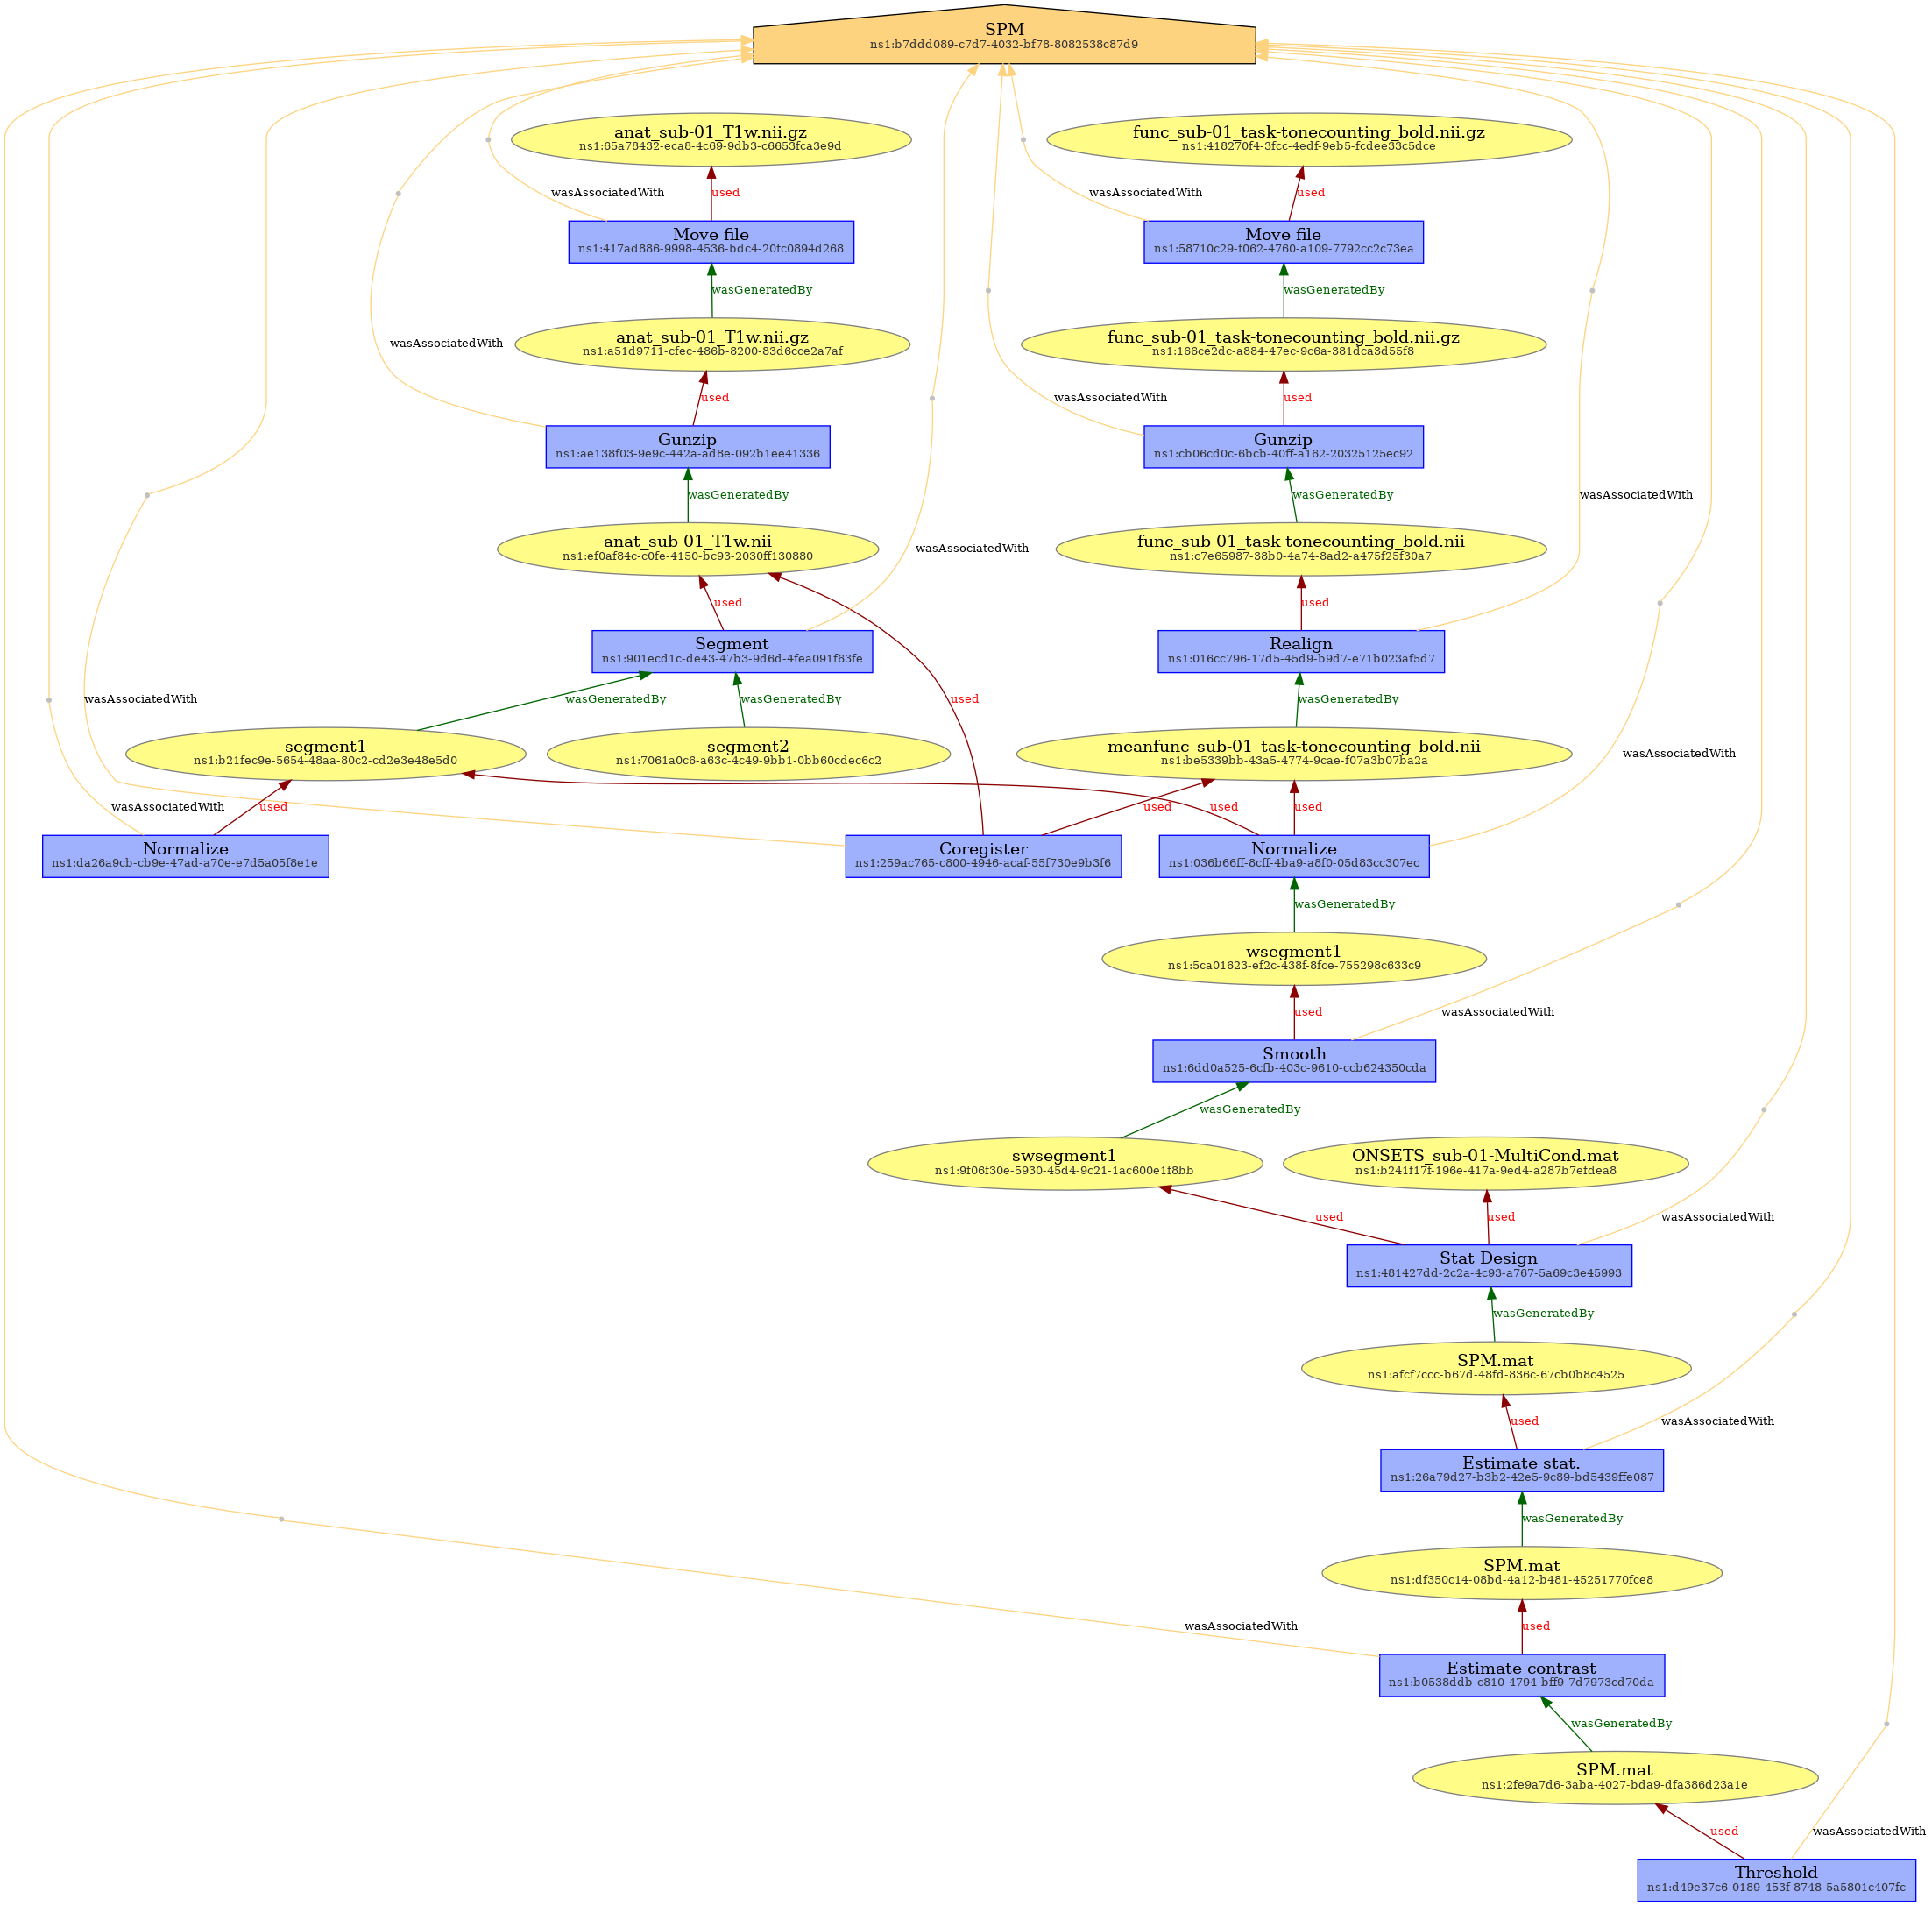 SPM
ns1:b7ddd089-c7d7-4032-bf78-8082538c87d9
anat_sub-01_T1w.nii.gz
ns1:65a78432-eca8-4c69-9db3-c6653fca3e9d
func_sub-01_task-tonecounting_bold.nii.gz
ns1:418270f4-3fcc-4edf-9eb5-fcdee33c5dce
wasAssociatedWith
used
wasAssociatedWith
used
Move file
ns1:417ad886-9998-4536-bdc4-20fc0894d268
Move file
ns1:58710c29-f062-4760-a109-7792cc2c73ea
wasGeneratedBy
wasGeneratedBy
wasAssociatedWith
anat_sub-01_T1w.nii.gz
ns1:a51d9711-cfec-486b-8200-83d6cce2a7af
func_sub-01_task-tonecounting_bold.nii.gz
ns1:166ce2dc-a884-47ec-9c6a-381dca3d55f8
used
wasAssociatedWith
used
Gunzip
ns1:ae138f03-9e9c-442a-ad8e-092b1ee41336
Gunzip
ns1:cb06cd0c-6bcb-40ff-a162-20325125ec92
wasGeneratedBy
wasGeneratedBy
wasAssociatedWith
anat_sub-01_T1w.nii
ns1:ef0af84c-c0fe-4150-bc93-2030ff130880
wasAssociatedWith
func_sub-01_task-tonecounting_bold.nii
ns1:c7e65987-38b0-4a74-8ad2-a475f25f30a7
used
used
Segment
ns1:901ecd1c-de43-47b3-9d6d-4fea091f63fe
Realign
ns1:016cc796-17d5-45d9-b9d7-e71b023af5d7
wasAssociatedWith
wasGeneratedBy
wasGeneratedBy
used
wasGeneratedBy
segment1
ns1:b21fec9e-5654-48aa-80c2-cd2e3e48e5d0
segment2
ns1:7061a0c6-a63c-4c49-9bb1-0bb60cdec6c2
meanfunc_sub-01_task-tonecounting_bold.nii
ns1:be5339bb-43a5-4774-9cae-f07a3b07ba2a
wasAssociatedWith
wasAssociatedWith
used
used
used
used
Normalize
ns1:da26a9cb-cb9e-47ad-a70e-e7d5a05f8e1e
Coregister
ns1:259ac765-c800-4946-acaf-55f730e9b3f6
Normalize
ns1:036b66ff-8cff-4ba9-a8f0-05d83cc307ec
wasGeneratedBy
wsegment1
ns1:5ca01623-ef2c-438f-8fce-755298c633c9
used
wasAssociatedWith
Smooth
ns1:6dd0a525-6cfb-403c-9610-ccb624350cda
wasGeneratedBy
swsegment1
ns1:9f06f30e-5930-45d4-9c21-1ac600e1f8bb
ONSETS_sub-01-MultiCond.mat
ns1:b241f17f-196e-417a-9ed4-a287b7efdea8
used
used
wasAssociatedWith
Stat Design
ns1:481427dd-2c2a-4c93-a767-5a69c3e45993
wasGeneratedBy
SPM.mat
ns1:afcf7ccc-b67d-48fd-836c-67cb0b8c4525
used
wasAssociatedWith
Estimate stat.
ns1:26a79d27-b3b2-42e5-9c89-bd5439ffe087
wasGeneratedBy
SPM.mat
ns1:df350c14-08bd-4a12-b481-45251770fce8
wasAssociatedWith
used
Estimate contrast
ns1:b0538ddb-c810-4794-bff9-7d7973cd70da
wasGeneratedBy
SPM.mat
ns1:2fe9a7d6-3aba-4027-bda9-dfa386d23a1e
used
wasAssociatedWith
Threshold
ns1:d49e37c6-0189-453f-8748-5a5801c407fc